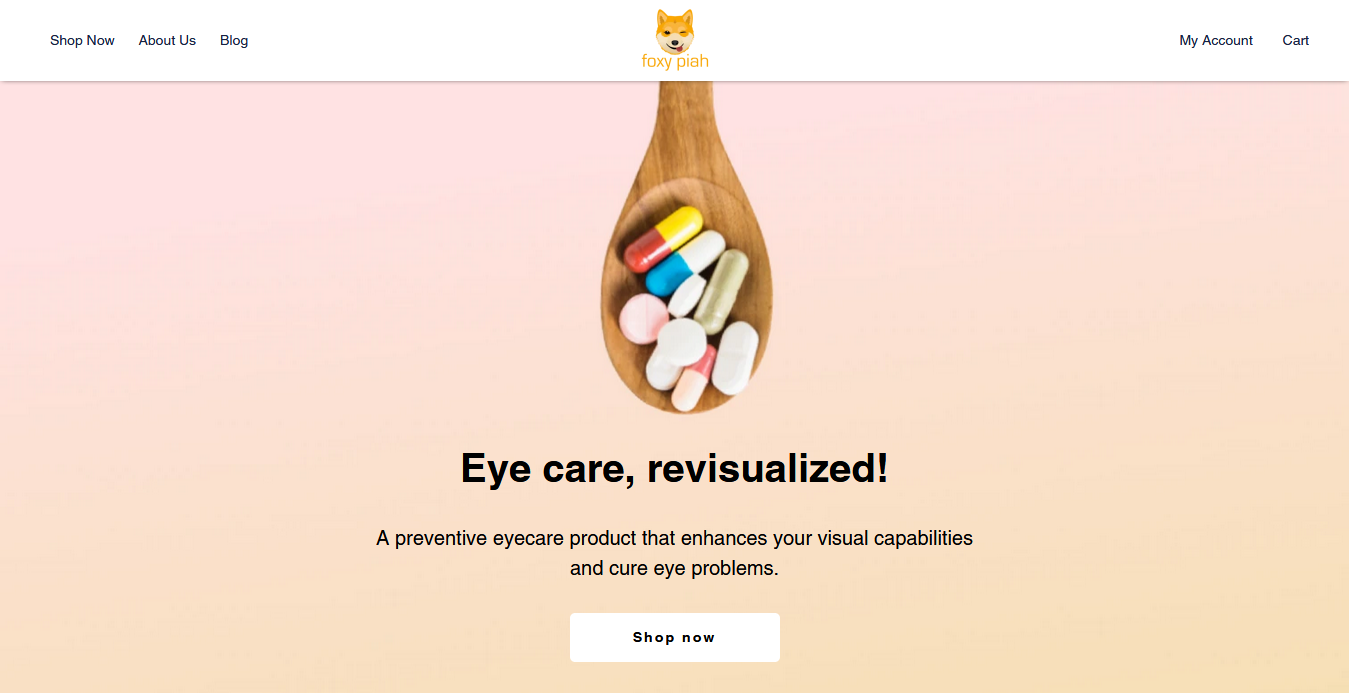 Shop Now
About Us
Blog
foxy piah
My Account
Cart
Eye care, revisualized!
A preventive eyecare product that enhances your visual capabilities
and cure eye problems.
Shop now